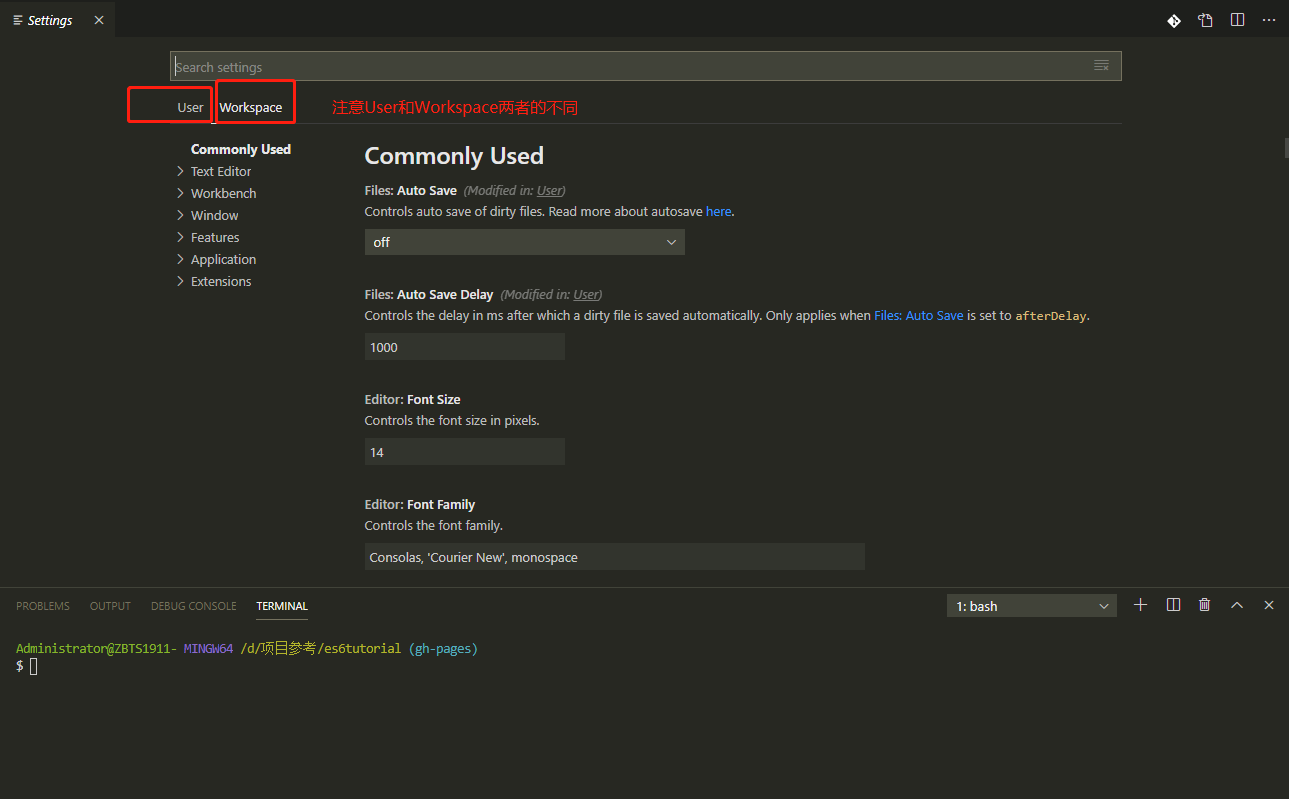 Settings
Search settings
User Workspace 注意User和Workspace两者的不同
Commonly Used
Text Editor
Workbench
Window
Features
Application
Extensions
Commonly Used
Files: Auto Save (Modified in: User)
Controls auto save of dirty files. Read more about autosave here.
off
Files: Auto Save Delay (Modified in: User)
Controls the delay in ms after which a dirty file is saved automatically. Only applies when Files: Auto Save is set to afterDelay.
1000
Editor: Font Size
Controls the font size in pixels.
14
Editor: Font Family
Controls the font family.
Consolas, 'Courier New', monospace
PROBLEMS OUTPUT DEBUG CONSOLE TERMINAL 1: bash
Administrator@ZBTS1911- MINGW64 /d/项目参考/es6tutorial (gh-pages)
$